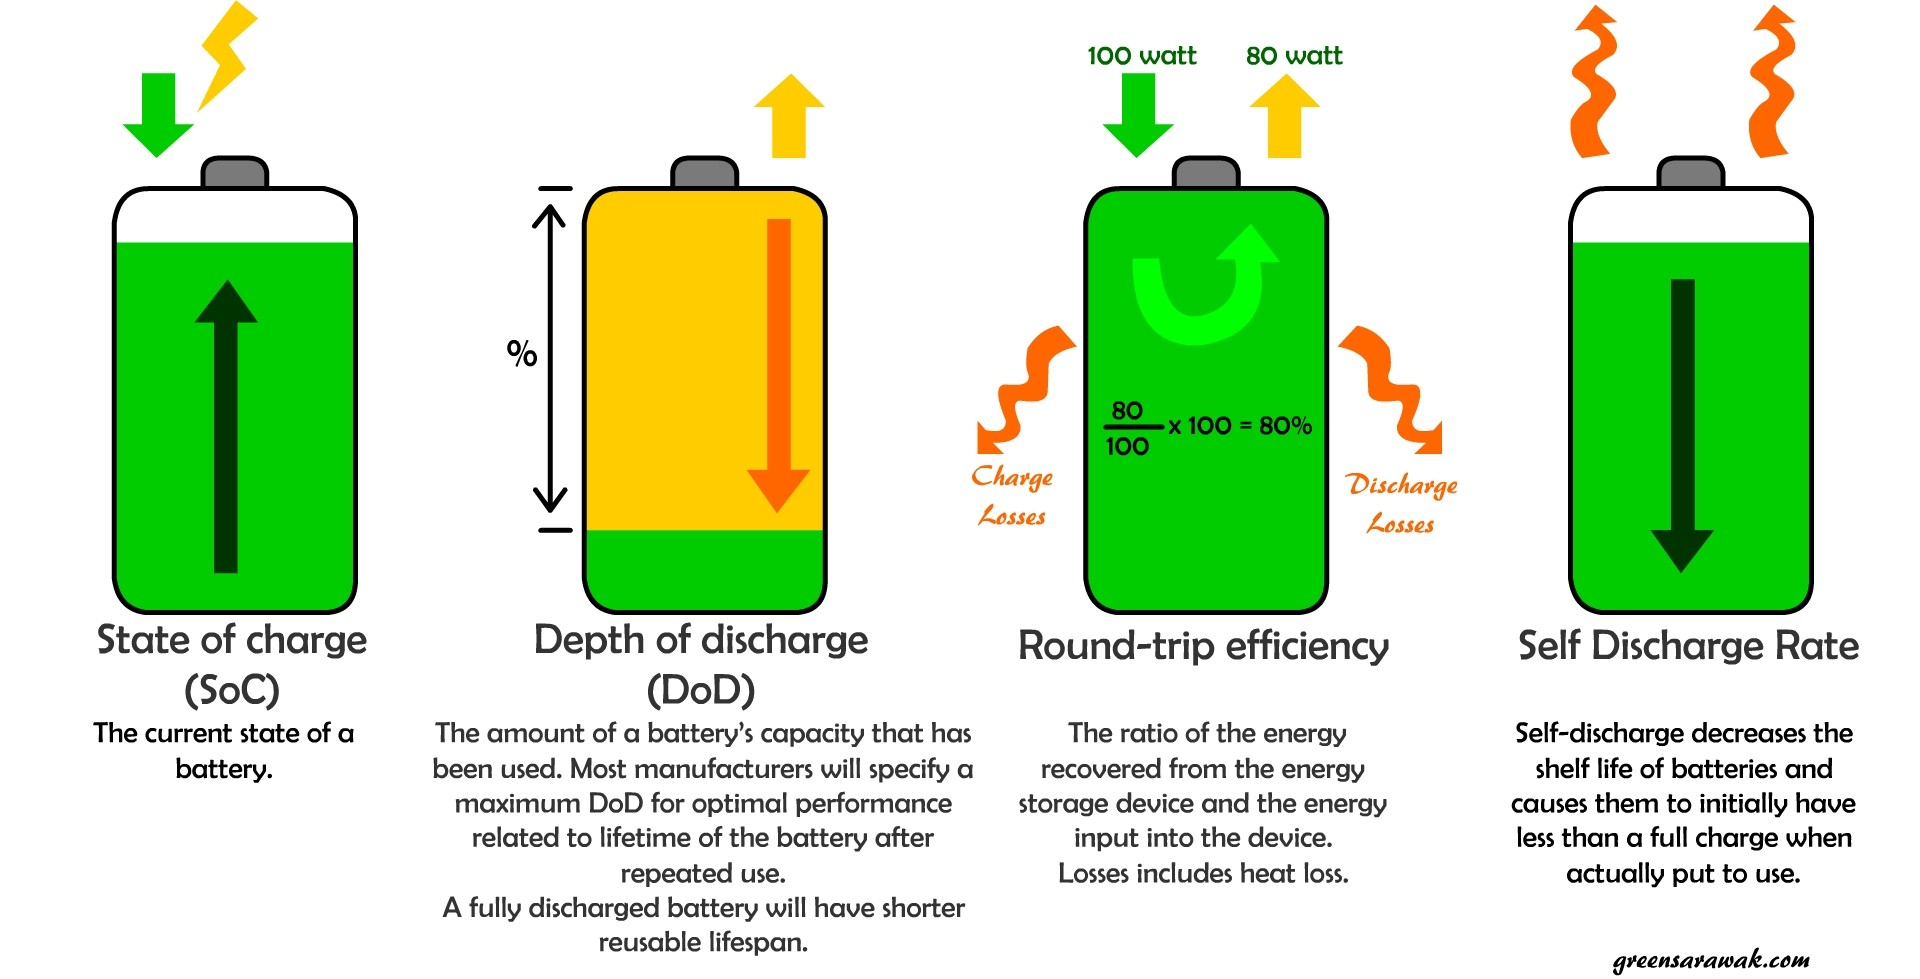 100 watt
80 watt
%
80
100
x 100 = 80%
Charge
Losses
Discharge
Losses
State of charge
(SoC)
The current state of a
battery.
Depth of discharge
(DoD)
The amount of a battery's capacity that has
been used. Most manufacturers will specify a
maximum DoD for optimal performance
related to lifetime of the battery after
repeated use.
A fully discharged battery will have shorter
reusable lifespan.
Round-trip efficiency
The ratio of the energy
recovered from the energy
storage device and the energy
input into the device.
Losses includes heat loss.
Self Discharge Rate
Self-discharge decreases the
shelf life of batteries and
causes them to initially have
less than a full charge when
actually put to use.
greensarawak.com